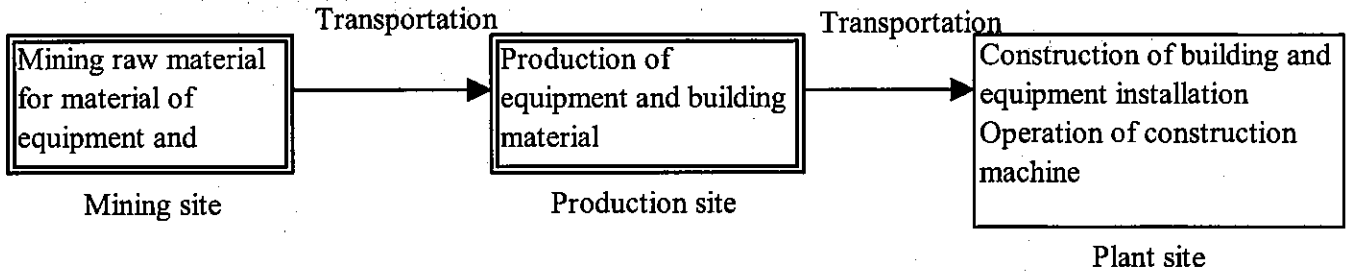 Transportation
Transportation
Mining raw material
for material of
equipment and
Production of
equipment and building
material
Construction of building and
equipment installation
Operation of construction
machine
Mining site
Production site
Plant site